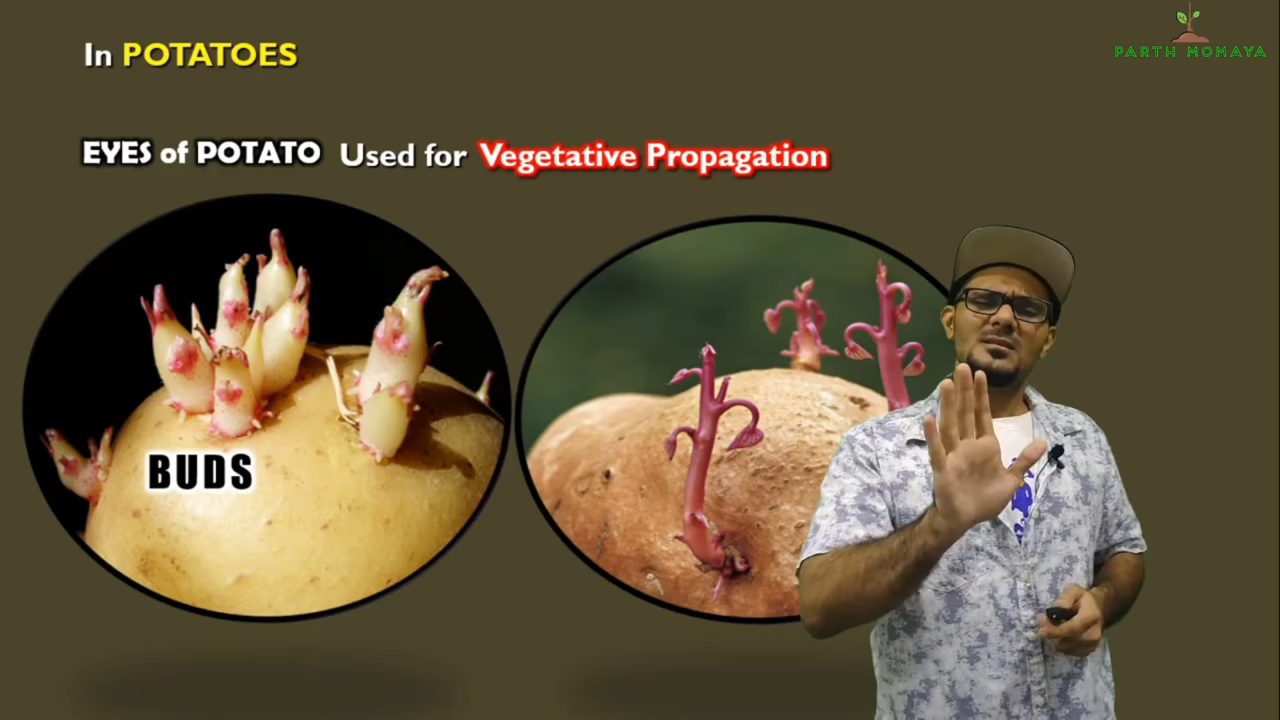 PARTH MOMAYA
In POTATOES
EYES of POTATO Used for Vegetative Propagation
BUDS